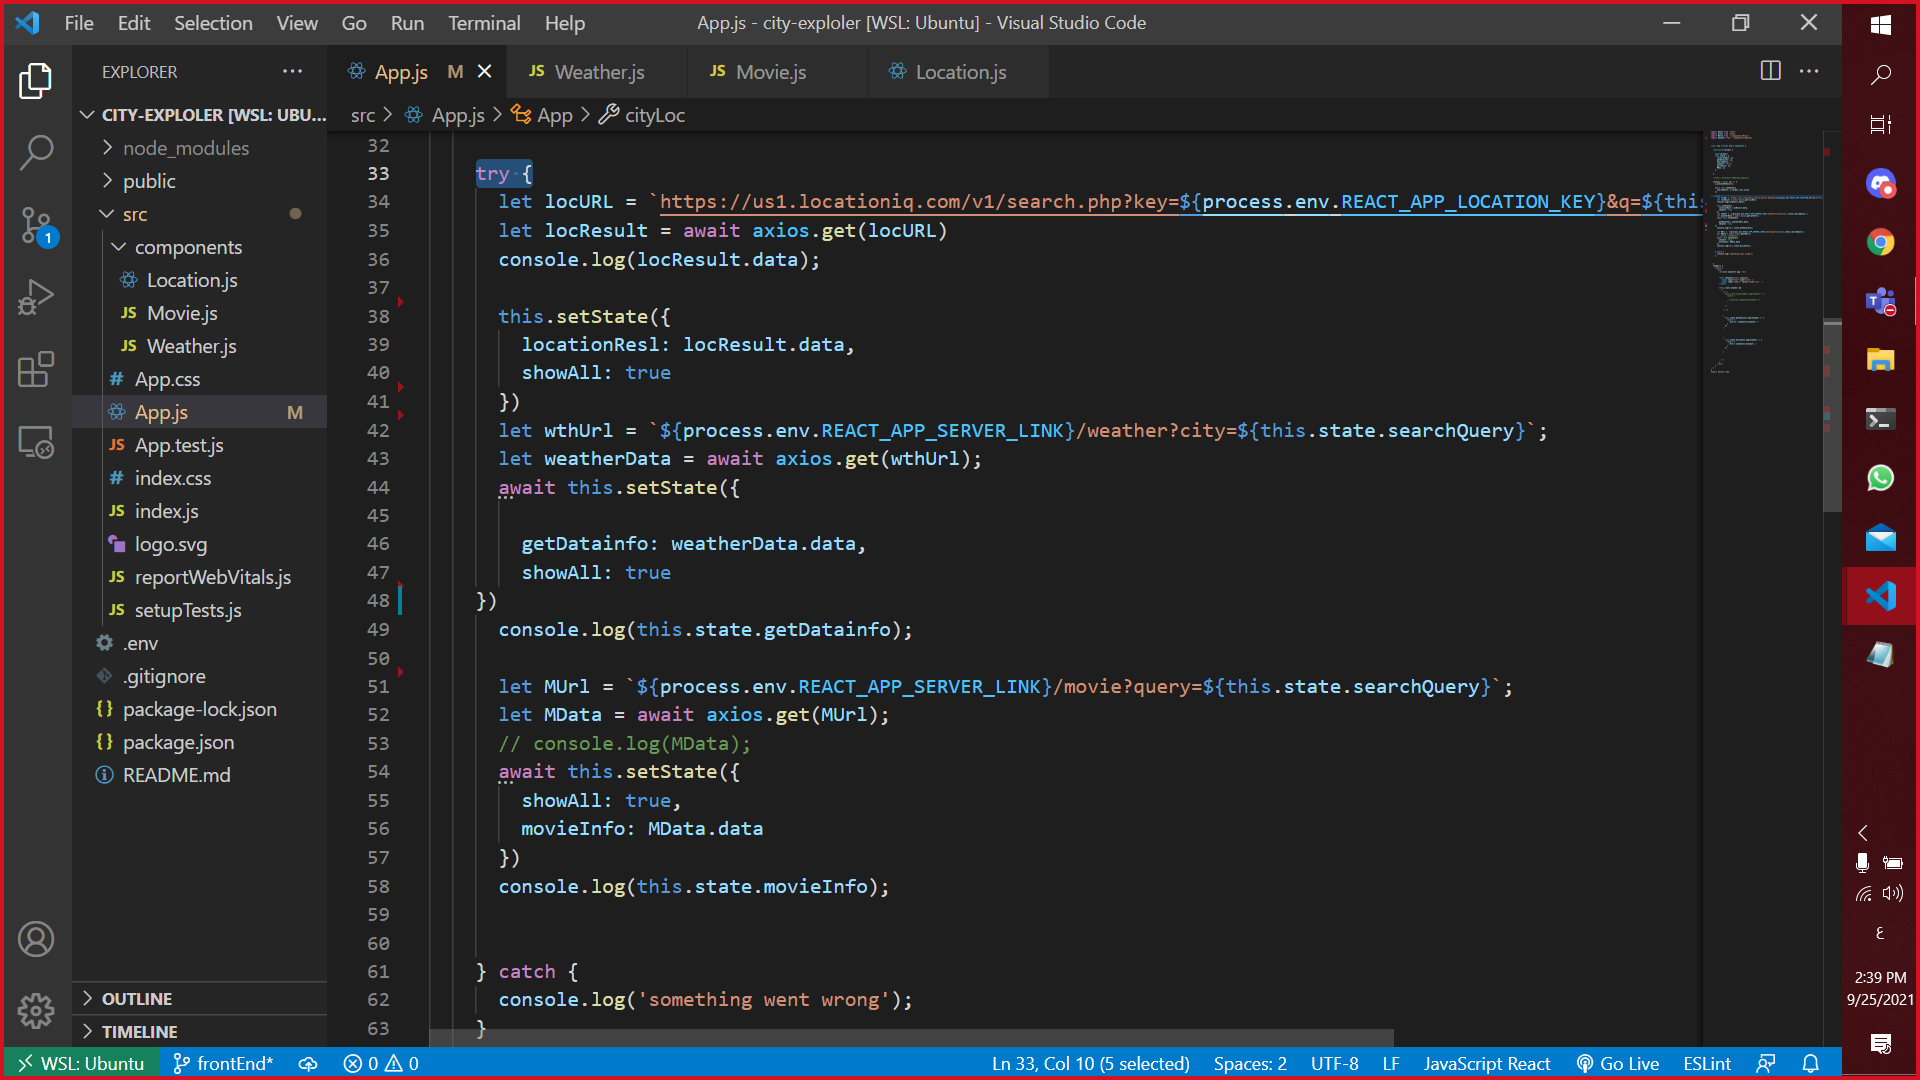 File Edit Selection View Go Run Terminal Help
App.js - city-exploler [WSL: Ubuntu] - Visual Studio Code
EXPLORER
CITY-EXPLOLER [WSL: UBU...
node_modules
public
src
components
Location.js
JS Movie.js
JS Weather.js
# App.css
App.js M
JS App.test.js
# index.css
JS index.js
logo.svg
JS reportWebVitals.js
JS setupTests.js
.env
.gitignore
{} package-lock.json
{} package.json
README.md
OUTLINE
TIMELINE
1
App.js M
JS Weather.js
JS Movie.js
Location.js
src > App.js > App > cityLoc
32
33 try {
34 let locURL = `https://us1.locationiq.com/v1/search.php?key=${process.env.REACT_APP_LOCATION_KEY}&q=${this
35 let locResult = await axios.get(locURL)
36 console.log(locResult.data);
37
38 this.setState({
39 locationResl: locResult.data,
40 showAll: true
41 })
42 let wthUrl = `${process.env.REACT_APP_SERVER_LINK}/weather?city=${this.state.searchQuery}`;
43 let weatherData = await axios.get(wthUrl);
44 await this.setState({
45
46 getDatainfo: weatherData.data,
47 showAll: true
48 })
49 console.log(this.state.getDatainfo);
50
51 let MUrl = `${process.env.REACT_APP_SERVER_LINK}/movie?query=${this.state.searchQuery}`;
52 let MData = await axios.get(MUrl);
53 // console.log(MData);
54 await this.setState({
55 showAll: true,
56 movieInfo: MData.data
57 })
58 console.log(this.state.movieInfo);
59
60
61 } catch {
62 console.log('something went wrong');
63 }
WSL: Ubuntu frontEnd* 0 0
Ln 33, Col 10 (5 selected) Spaces: 2 UTF-8 LF JavaScript React Go Live ESLint
ع
2:39 PM
9/25/2021